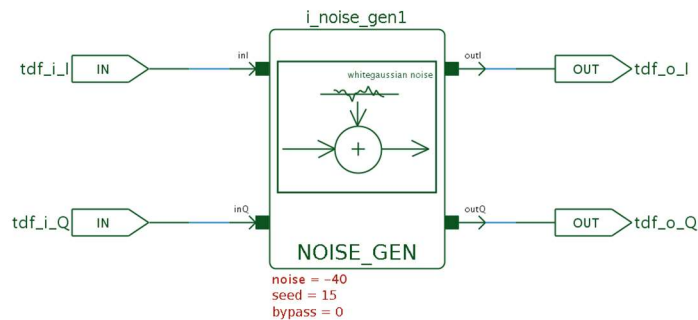 i_noise_gen1
tdf_i_I
IN
inI
outI
OUT
tdf_o_I
whitegaussian noise
+
tdf_i_Q
IN
inQ
outQ
OUT
tdf_o_Q
NOISE_GEN
noise = −40
seed = 15
bypass = 0